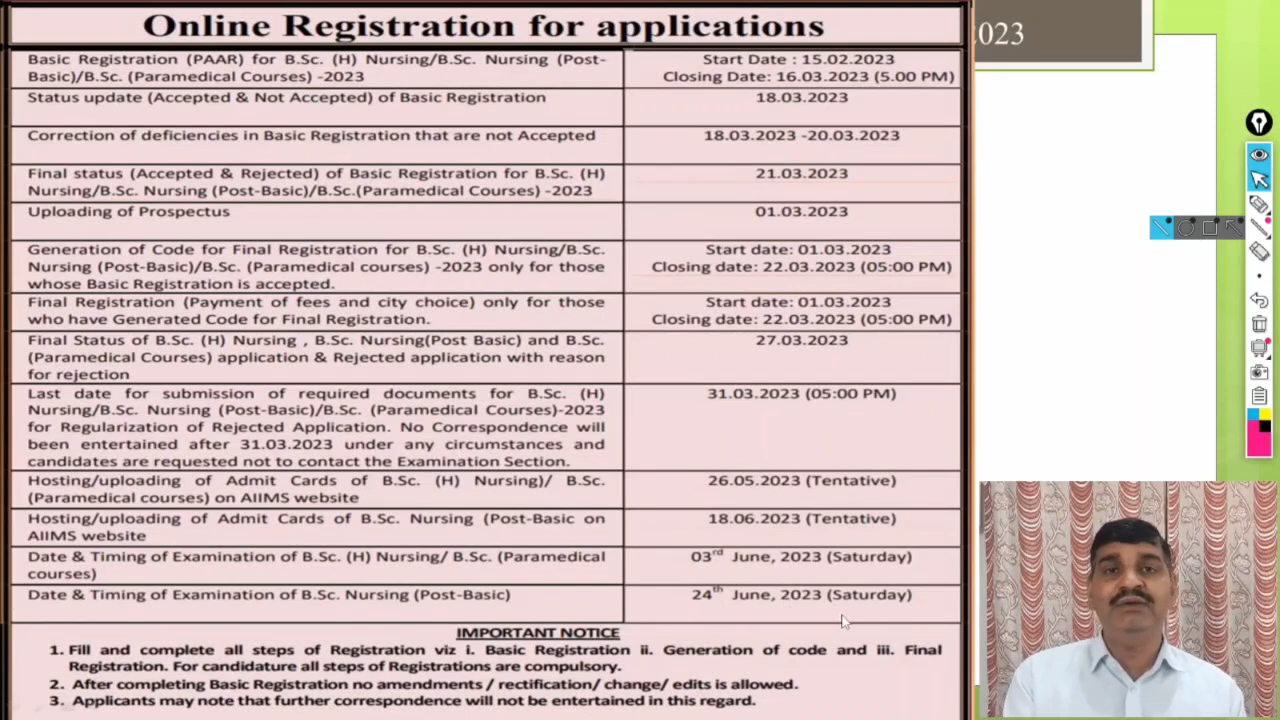 Online Registration for applications
2023
Basic Registration (PAAR) for B.Sc. (H) Nursing/B.Sc. Nursing (Post-
Basic)/B.Sc. (Paramedical Courses) -2023
Start Date : 15.02.2023
Closing Date: 16.03.2023 (5.00 PM)
Status update (Accepted & Not Accepted) of Basic Registration
18.03.2023
Correction of deficiencies in Basic Registration that are not Accepted
18.03.2023 -20.03.2023
Final status (Accepted & Rejected) of Basic Registration for B.Sc. (H)
Nursing/B.Sc. Nursing (Post-Basic)/B.Sc.(Paramedical Courses) -2023
21.03.2023
Uploading of Prospectus
01.03.2023
Generation of Code for Final Registration for B.Sc. (H) Nursing/B.Sc.
Nursing (Post-Basic)/B.Sc. (Paramedical courses) -2023 only for those
whose Basic Registration is accepted.
Start date: 01.03.2023
Closing date: 22.03.2023 (05:00 PM)
Final Registration (Payment of fees and city choice) only for those
who have Generated Code for Final Registration.
Start date: 01.03.2023
Closing date: 22.03.2023 (05:00 PM)
Final Status of B.Sc. (H) Nursing , B.Sc. Nursing(Post Basic) and B.Sc.
(Paramedical Courses) application & Rejected application with reason
for rejection
27.03.2023
Last date for submission of required documents for B.Sc. (H)
Nursing/B.Sc. Nursing (Post-Basic)/B.Sc. (Paramedical Courses)-2023
for Regularization of Rejected Application. No Correspondence will
been entertained after 31.03.2023 under any circumstances and
candidates are requested not to contact the Examination Section.
31.03.2023 (05:00 PM)
Hosting/uploading of Admit Cards of B.Sc. (H) Nursing)/ B.Sc.
(Paramedical courses) on AIIMS website
26.05.2023 (Tentative)
Hosting/uploading of Admit Cards of B.Sc. Nursing (Post-Basic on
AIIMS website
18.06.2023 (Tentative)
Date & Timing of Examination of B.Sc. (H) Nursing/ B.Sc. (Paramedical
courses)
03rd June, 2023 (Saturday)
Date & Timing of Examination of B.Sc. Nursing (Post-Basic)
24th June, 2023 (Saturday)
IMPORTANT NOTICE
1. Fill and complete all steps of Registration viz i. Basic Registration ii. Generation of code and iii. Final
Registration. For candidature all steps of Registrations are compulsory.
2. After completing Basic Registration no amendments / rectification/ change/ edits is allowed.
3. Applicants may note that further correspondence will not be entertained in this regard.